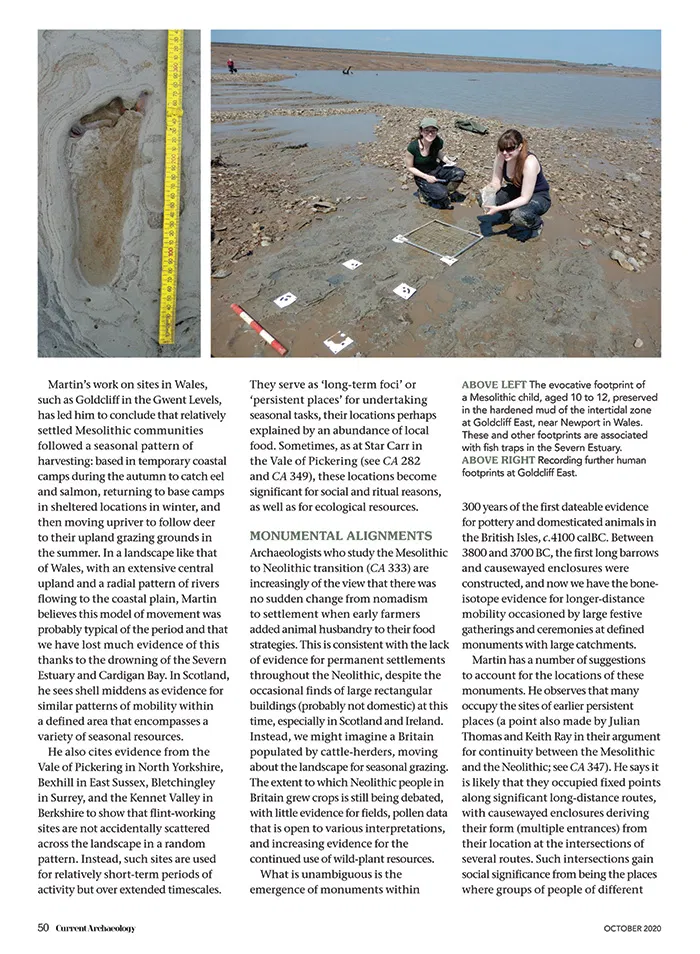 Martin's work on sites in Wales,
such as Goldcliff in the Gwent Levels,
has led him to conclude that relatively
settled Mesolithic communities
followed a seasonal pattern of
harvesting: based in temporary coastal
camps during the autumn to catch eel
and salmon, returning to base camps
in sheltered locations in winter, and
then moving upriver to follow deer
to their upland grazing grounds in
the summer. In a landscape like that
of Wales, with an extensive central
upland and a radial pattern of rivers
flowing to the coastal plain, Martin
believes this model of movement was
probably typical of the period and that
we have lost much evidence of this
thanks to the drowning of the Severn
Estuary and Cardigan Bay. In Scotland,
he sees shell middens as evidence for
similar patterns of mobility within
a defined area that encompasses a
variety of seasonal resources.
He also cites evidence from the
Vale of Pickering in North Yorkshire,
Bexhill in East Sussex, Bletchingley
in Surrey, and the Kennet Valley in
Berkshire to show that flint-working
sites are not accidentally scattered
across the landscape in a random
pattern. Instead, such sites are used
for relatively short-term periods of
activity but over extended timescales.
They serve as 'long-term foci' or
'persistent places' for undertaking
seasonal tasks, their locations perhaps
explained by an abundance of local
food. Sometimes, as at Star Carr in
the Vale of Pickering (see CA 282
and CA 349), these locations become
significant for social and ritual reasons,
as well as for ecological resources.
MONUMENTAL ALIGNMENTS
Archaeologists who study the Mesolithic
to Neolithic transition (CA 333) are
increasingly of the view that there was
no sudden change from nomadism
to settlement when early farmers
added animal husbandry to their food
strategies. This is consistent with the lack
of evidence for permanent settlements
throughout the Neolithic, despite the
occasional finds of large rectangular
buildings (probably not domestic) at this
time, especially in Scotland and Ireland.
Instead, we might imagine a Britain
populated by cattle-herders, moving
about the landscape for seasonal grazing.
The extent to which Neolithic people in
Britain grew crops is still being debated,
with little evidence for fields, pollen data
that is open to various interpretations,
and increasing evidence for the
continued use of wild-plant resources.
What is unambiguous is the
emergence of monuments within
ABOVE LEFT The evocative footprint of
a Mesolithic child, aged 10 to 12, preserved
in the hardened mud of the intertidal zone
at Goldcliff East, near Newport in Wales.
These and other footprints are associated
with fish traps in the Severn Estuary.
ABOVE RIGHT Recording further human
footprints at Goldcliff East.
300 years of the first dateable evidence
for pottery and domesticated animals in
the British Isles, c.4100 calBC. Between
3800 and 3700 BC, the first long barrows
and causewayed enclosures were
constructed, and now we have the bone-
isotope evidence for longer-distance
mobility occasioned by large festive
gatherings and ceremonies at defined
monuments with large catchments.
Martin has a number of suggestions
to account for the locations of these
monuments. He observes that many
occupy the sites of earlier persistent
places (a point also made by Julian
Thomas and Keith Ray in their argument
for continuity between the Mesolithic
and the Neolithic; see CA 347). He says it
is likely that they occupied fixed points
along significant long-distance routes,
with causewayed enclosures deriving
their form (multiple entrances) from
their location at the intersections of
several routes. Such intersections gain
social significance from being the places
where groups of people of different
50 Current Archaeology
OCTOBER 2020